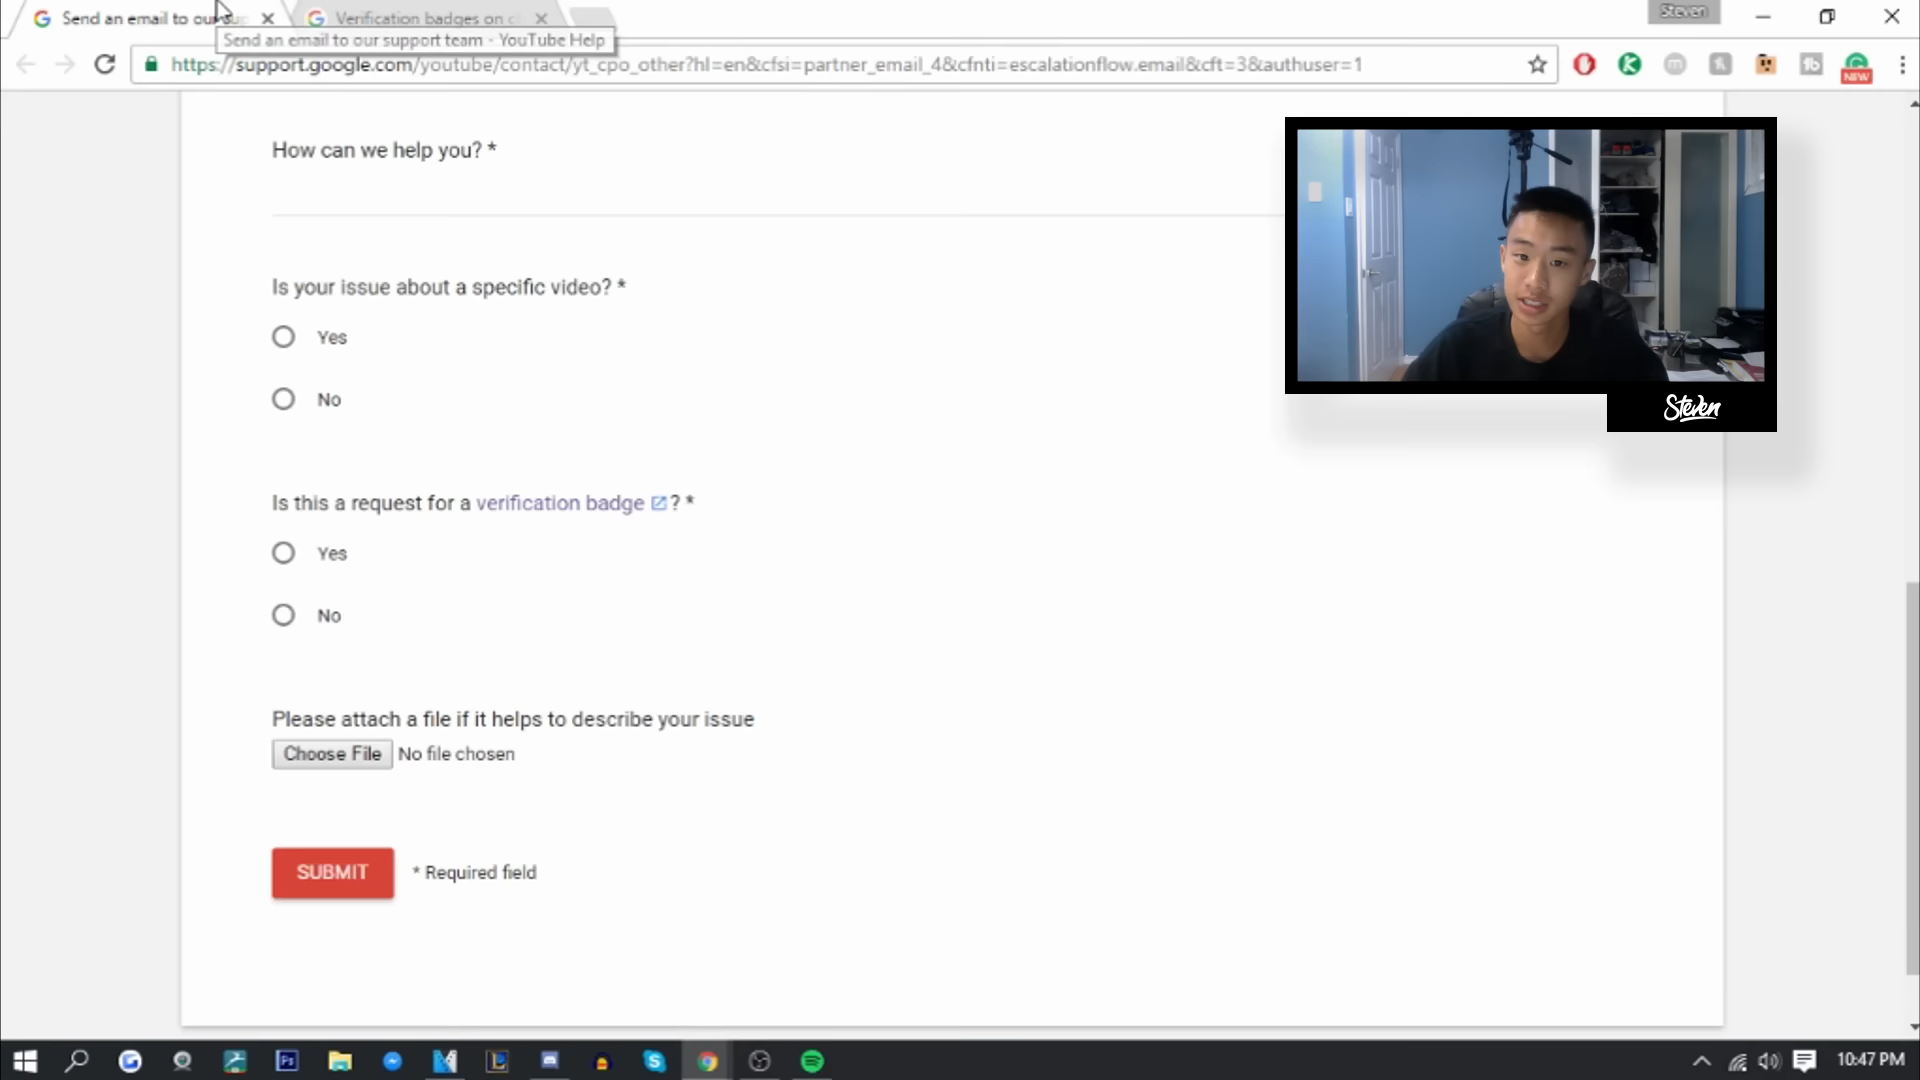 Send an email to our su
Verification badges on c
Steven
Send an email to our support team - YouTube Help
https://support.google.com/youtube/contact/yt_cpo_other?hl=en&cfsi=partner_email_4&cfnti=escalationflow.email&cft=3&authuser=1
NEW
How can we help you? *
Is your issue about a specific video? *
Yes
No
Steven
Is this a request for a verification badge ? *
Yes
No
Please attach a file if it helps to describe your issue
Choose File No file chosen
SUBMIT * Required field
Ps
10:47 PM